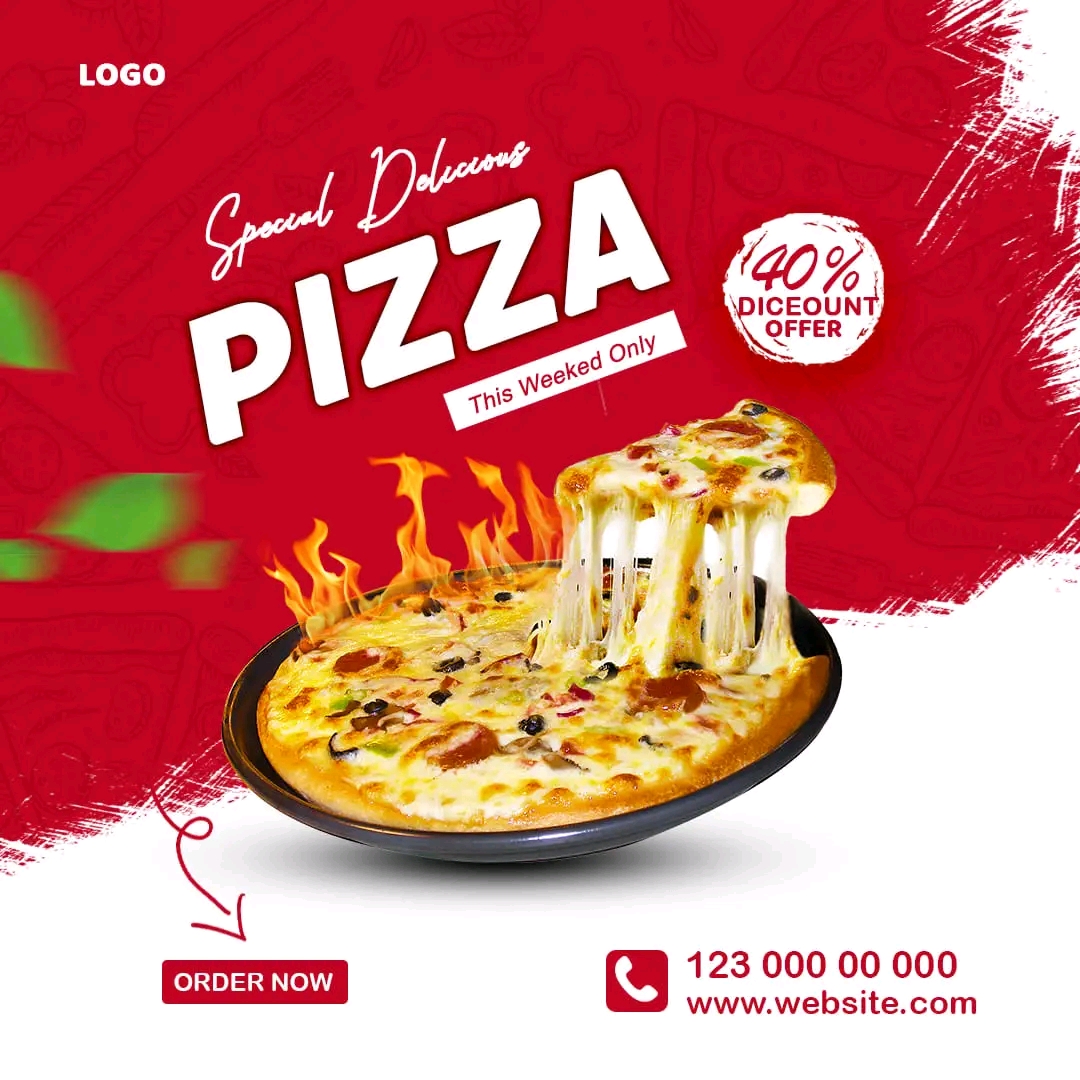 LOGO
Special Delicious
PIZZA
This Weeked Only
40%
DICEOUNT
OFFER
ORDER NOW
123 000 00 000
www.website.com